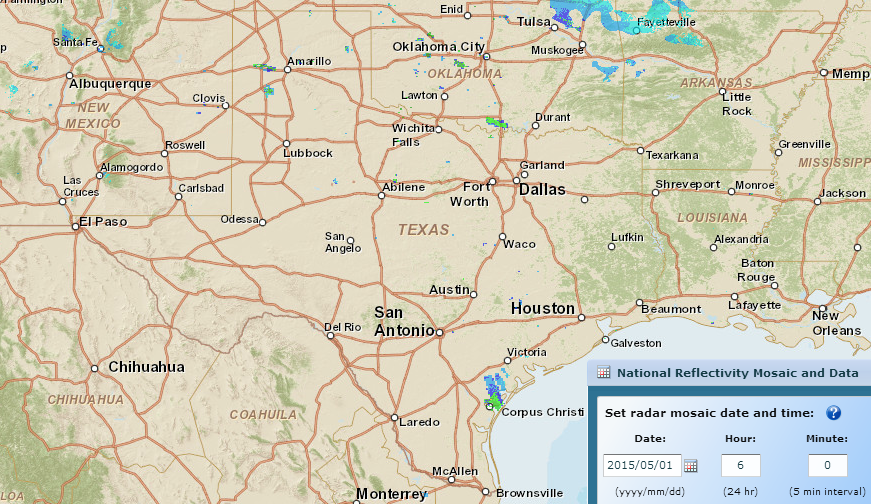 Enid
Tulsa
Fayetteville
Santa Fe
Oklahoma City
Muskogee
Amarillo
OKLAHOMA
Albuquerque
Clovis
Lawton
ARKANSAS
Little
Rock
NEW
MEXICO
Durant
Wichita
Falls
Roswell
Lubbock
Greenville
Texarkana
MISSISSIPP
Alamogordo
Garland
Las
Cruces
Carlsbad
Abilene
Fort
Worth
Dallas
Shreveport
Monroe
Jackson
El Paso
Odessa
TEXAS
LOUISIANA
San
Angelo
Waco
Lufkin
Alexandria
Baton
Rouge
Austin
Houston
Beaumont
Lafayette
San
Antonio
New
Orleans
Del Rio
Galveston
Victoria
Chihuahua
CHIHUAHUA
COAHUILA
Laredo
Corpus Christi
McAllen
Monterrey
Brownsville
National Reflectivity Mosaic and Data
Set radar mosaic date and time: ?
Date: Hour: Minute:
2015/05/01 6 0
(yyyy/mm/dd) (24 hr) (5 min interval)